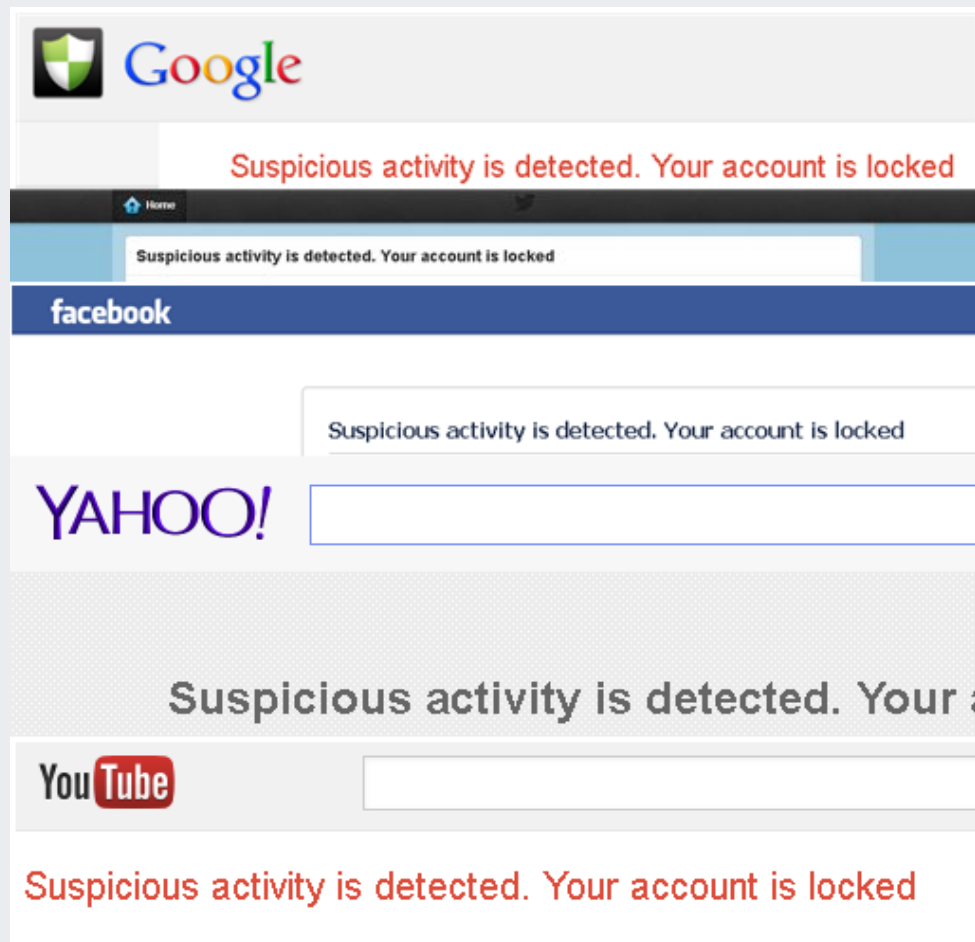 Google
Suspicious activity is detected. Your account is locked
Home
Suspicious activity is detected. Your account is locked
facebook
Suspicious activity is detected. Your account is locked
YAHOO!
Suspicious activity is detected. Your
YouTube
Suspicious activity is detected. Your account is locked